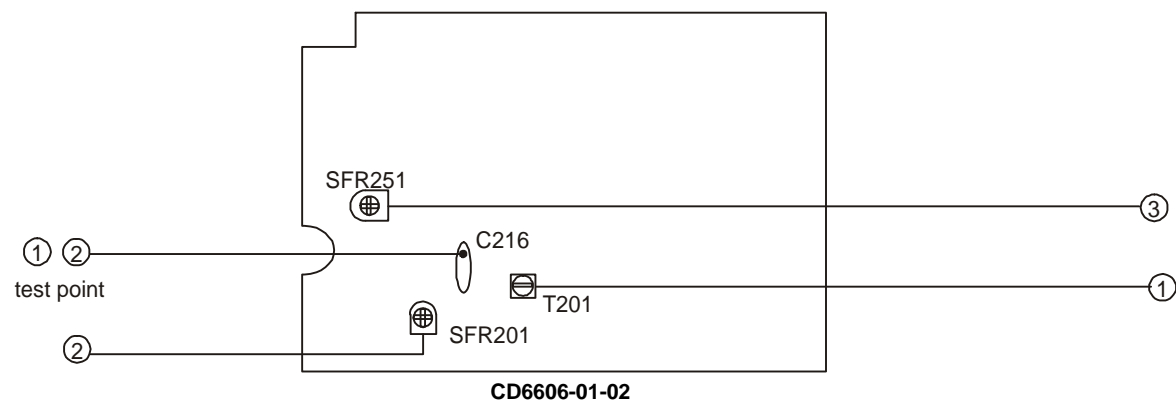 SFR251
③
① ②
C216
test point
①
T201
SFR201
②
CD6606-01-02